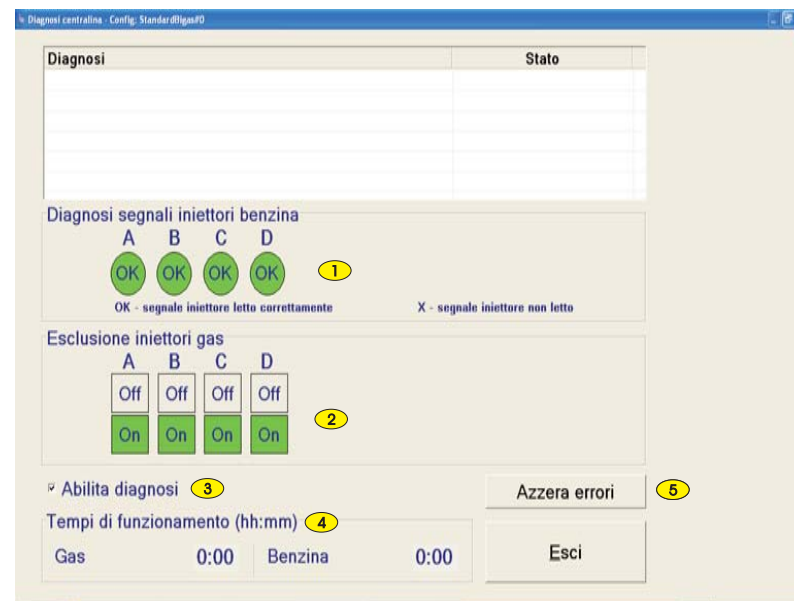 Diagnosi centralina - Config: StandardBigas#0
Diagnosi Stato
Diagnosi segnali iniettori benzina
A B C D
OK OK OK OK 1
OK - segnale iniettore letto correttamente X - segnale iniettore non letto
Esclusione iniettori gas
A B C D
Off Off Off Off
On On On On 2
Abilita diagnosi 3 Azzera errori 5
Tempi di funzionamento (hh:mm) 4
Gas 0:00 Benzina 0:00 Esci